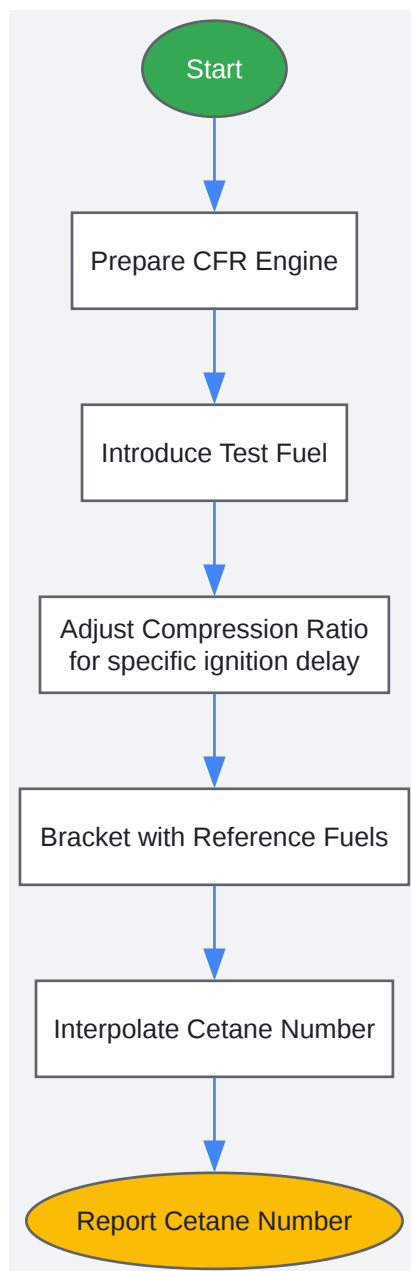 Start
Prepare CFR Engine
Introduce Test Fuel
Adjust Compression Ratio
for specific ignition delay
Bracket with Reference Fuels
Interpolate Cetane Number
Report Cetane Number